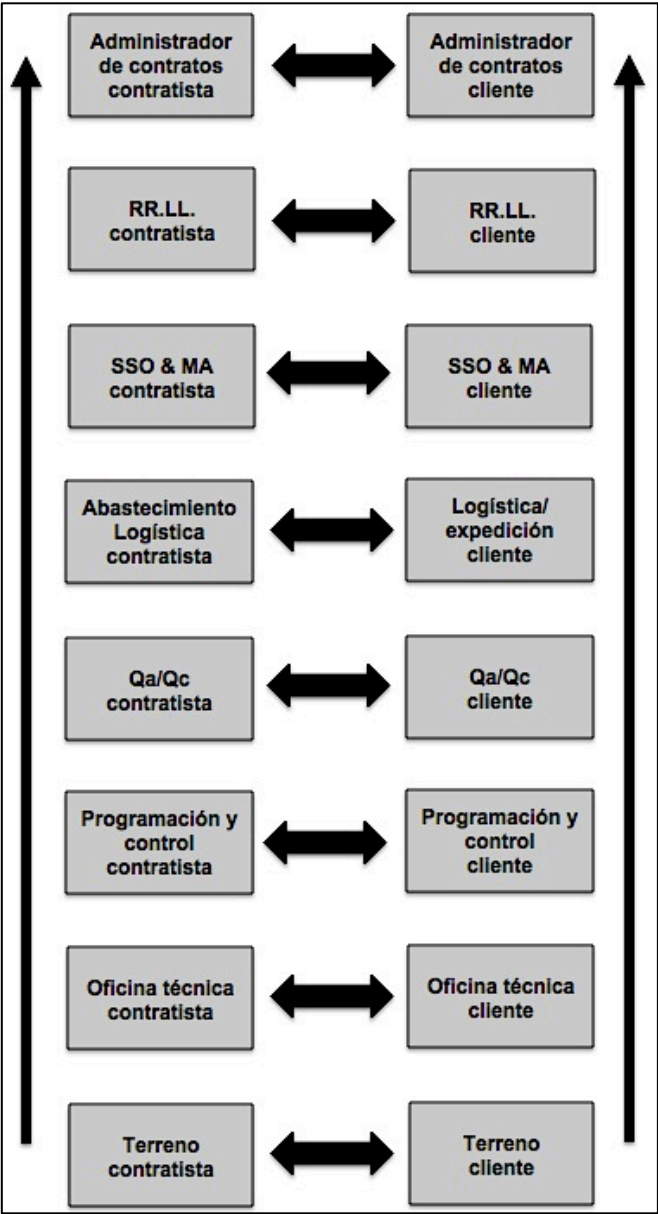 Administrador
de contratos
contratista
Administrador
de contratos
cliente
RR.LL.
contratista
RR.LL.
cliente
SSO & MA
contratista
SSO & MA
cliente
Abastecimiento
Logística
contratista
Logística/
expedición
cliente
Qa/Qc
contratista
Qa/Qc
cliente
Programación y
control
contratista
Programación y
control
cliente
Oficina técnica
contratista
Oficina técnica
cliente
Terreno
contratista
Terreno
cliente